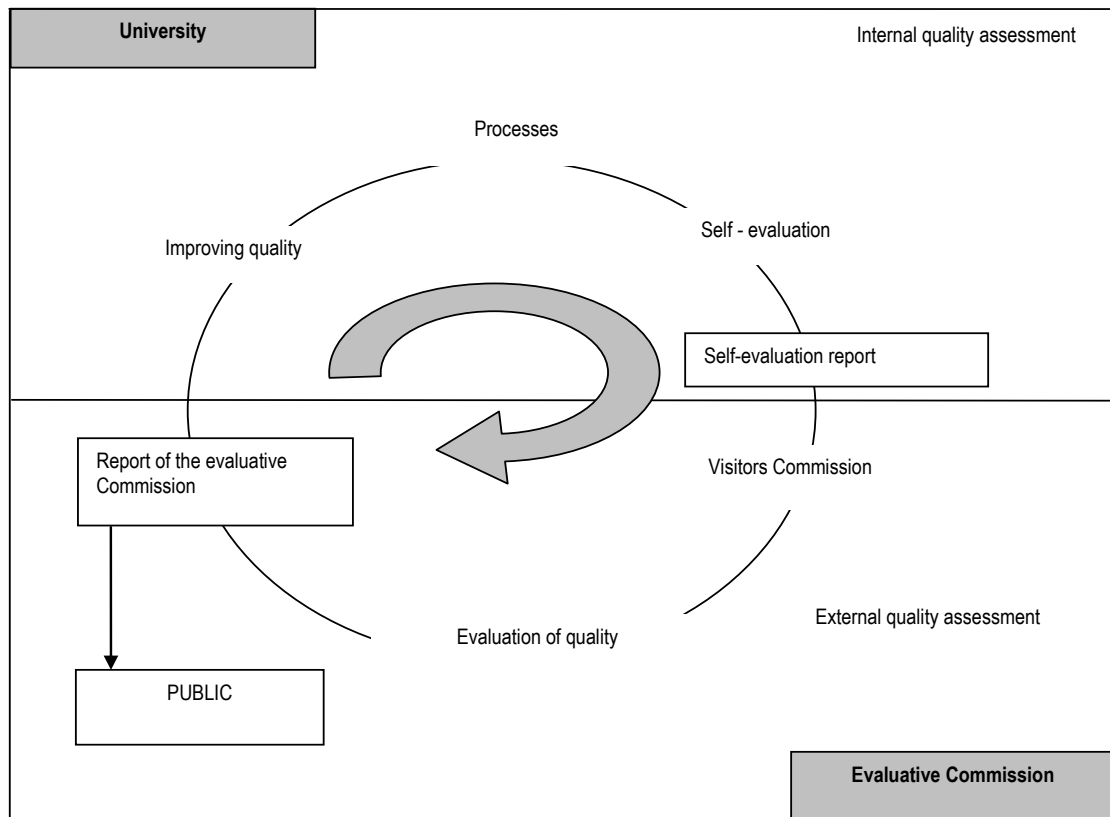 University
Internal quality assessment
Processes
Self - evaluation
Improving quality
Self-evaluation report
Report of the evaluative
Commission
Visitors Commission
External quality assessment
Evaluation of quality
PUBLIC
Evaluative Commission